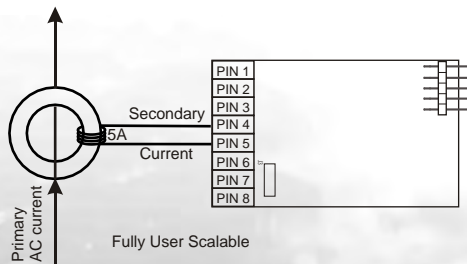 PIN 1
PIN 2
PIN 3
Secondary
PIN 4
5A
PIN 5
Current
PIN 6
PIN 7
PIN 8
Primary
AC current
Fully User Scalable